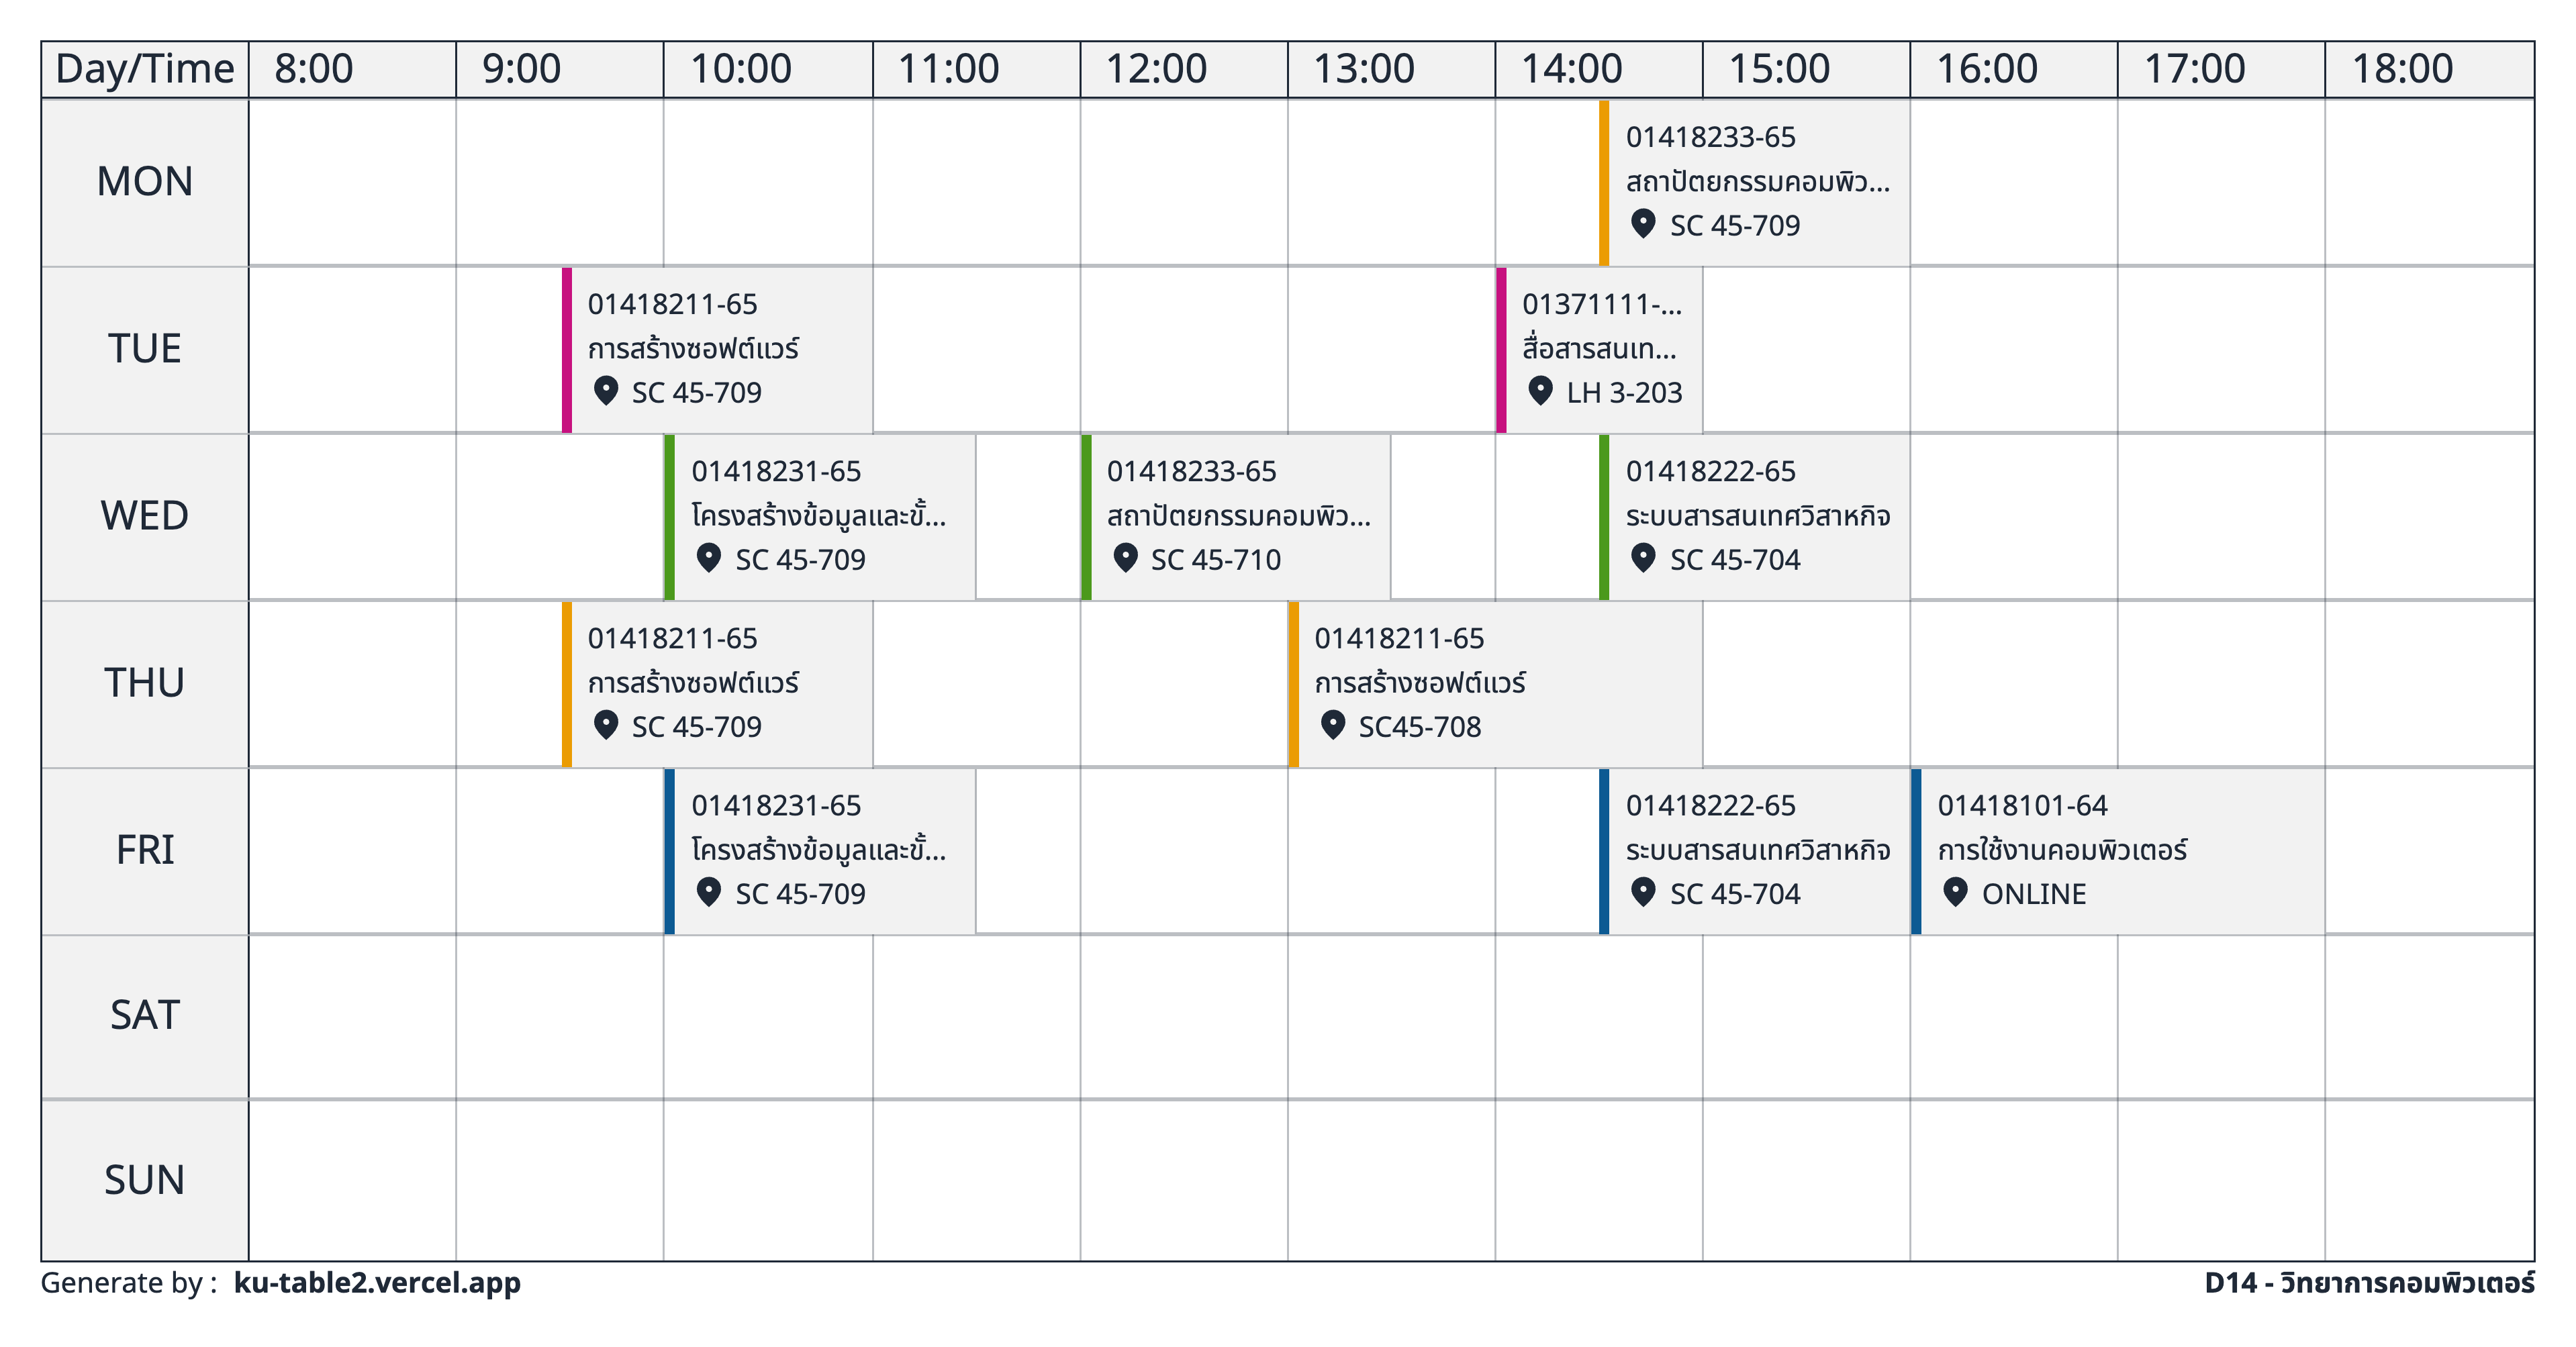 Day/Time 8:00 9:00 10:00 11:00 12:00 13:00 14:00 15:00 16:00 17:00 18:00
MON
01418233-65
สถาปัตยกรรมคอมพิว...
SC 45-709
TUE
01418211-65
การสร้างซอฟต์แวร์
SC 45-709
01371111-...
สื่อสารสนเท...
LH 3-203
WED
01418231-65
โครงสร้างข้อมูลและขั้...
SC 45-709
01418233-65
สถาปัตยกรรมคอมพิว...
SC 45-710
01418222-65
ระบบสารสนเทศวิสาหกิจ
SC 45-704
THU
01418211-65
การสร้างซอฟต์แวร์
SC 45-709
01418211-65
การสร้างซอฟต์แวร์
SC45-708
FRI
01418231-65
โครงสร้างข้อมูลและขั้...
SC 45-709
01418222-65
ระบบสารสนเทศวิสาหกิจ
SC 45-704
01418101-64
การใช้งานคอมพิวเตอร์
ONLINE
SAT
SUN
Generate by : ku-table2.vercel.app
D14 - วิทยาการคอมพิวเตอร์